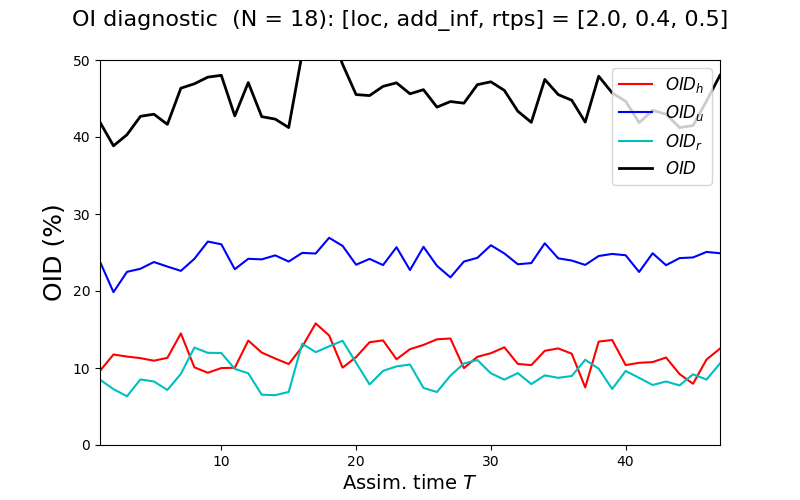 OI diagnostic (N = 18): [loc, add_inf, rtps] = [2.0, 0.4, 0.5]
OID (%)
50
40
30
20
10
0
OID_h
OID_u
OID_r
OID
10 20 30 40
Assim. time T